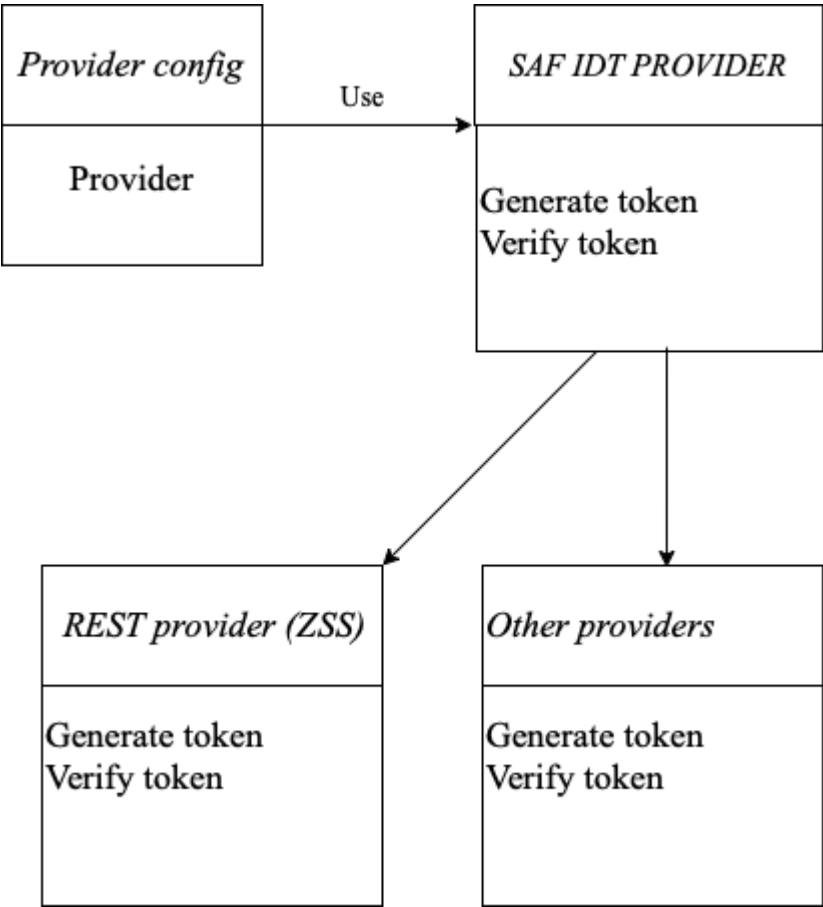 Provider config
Use
SAF IDT PROVIDER
Provider
Generate token
Verify token
REST provider (ZSS)
Generate token
Verify token
Other providers
Generate token
Verify token